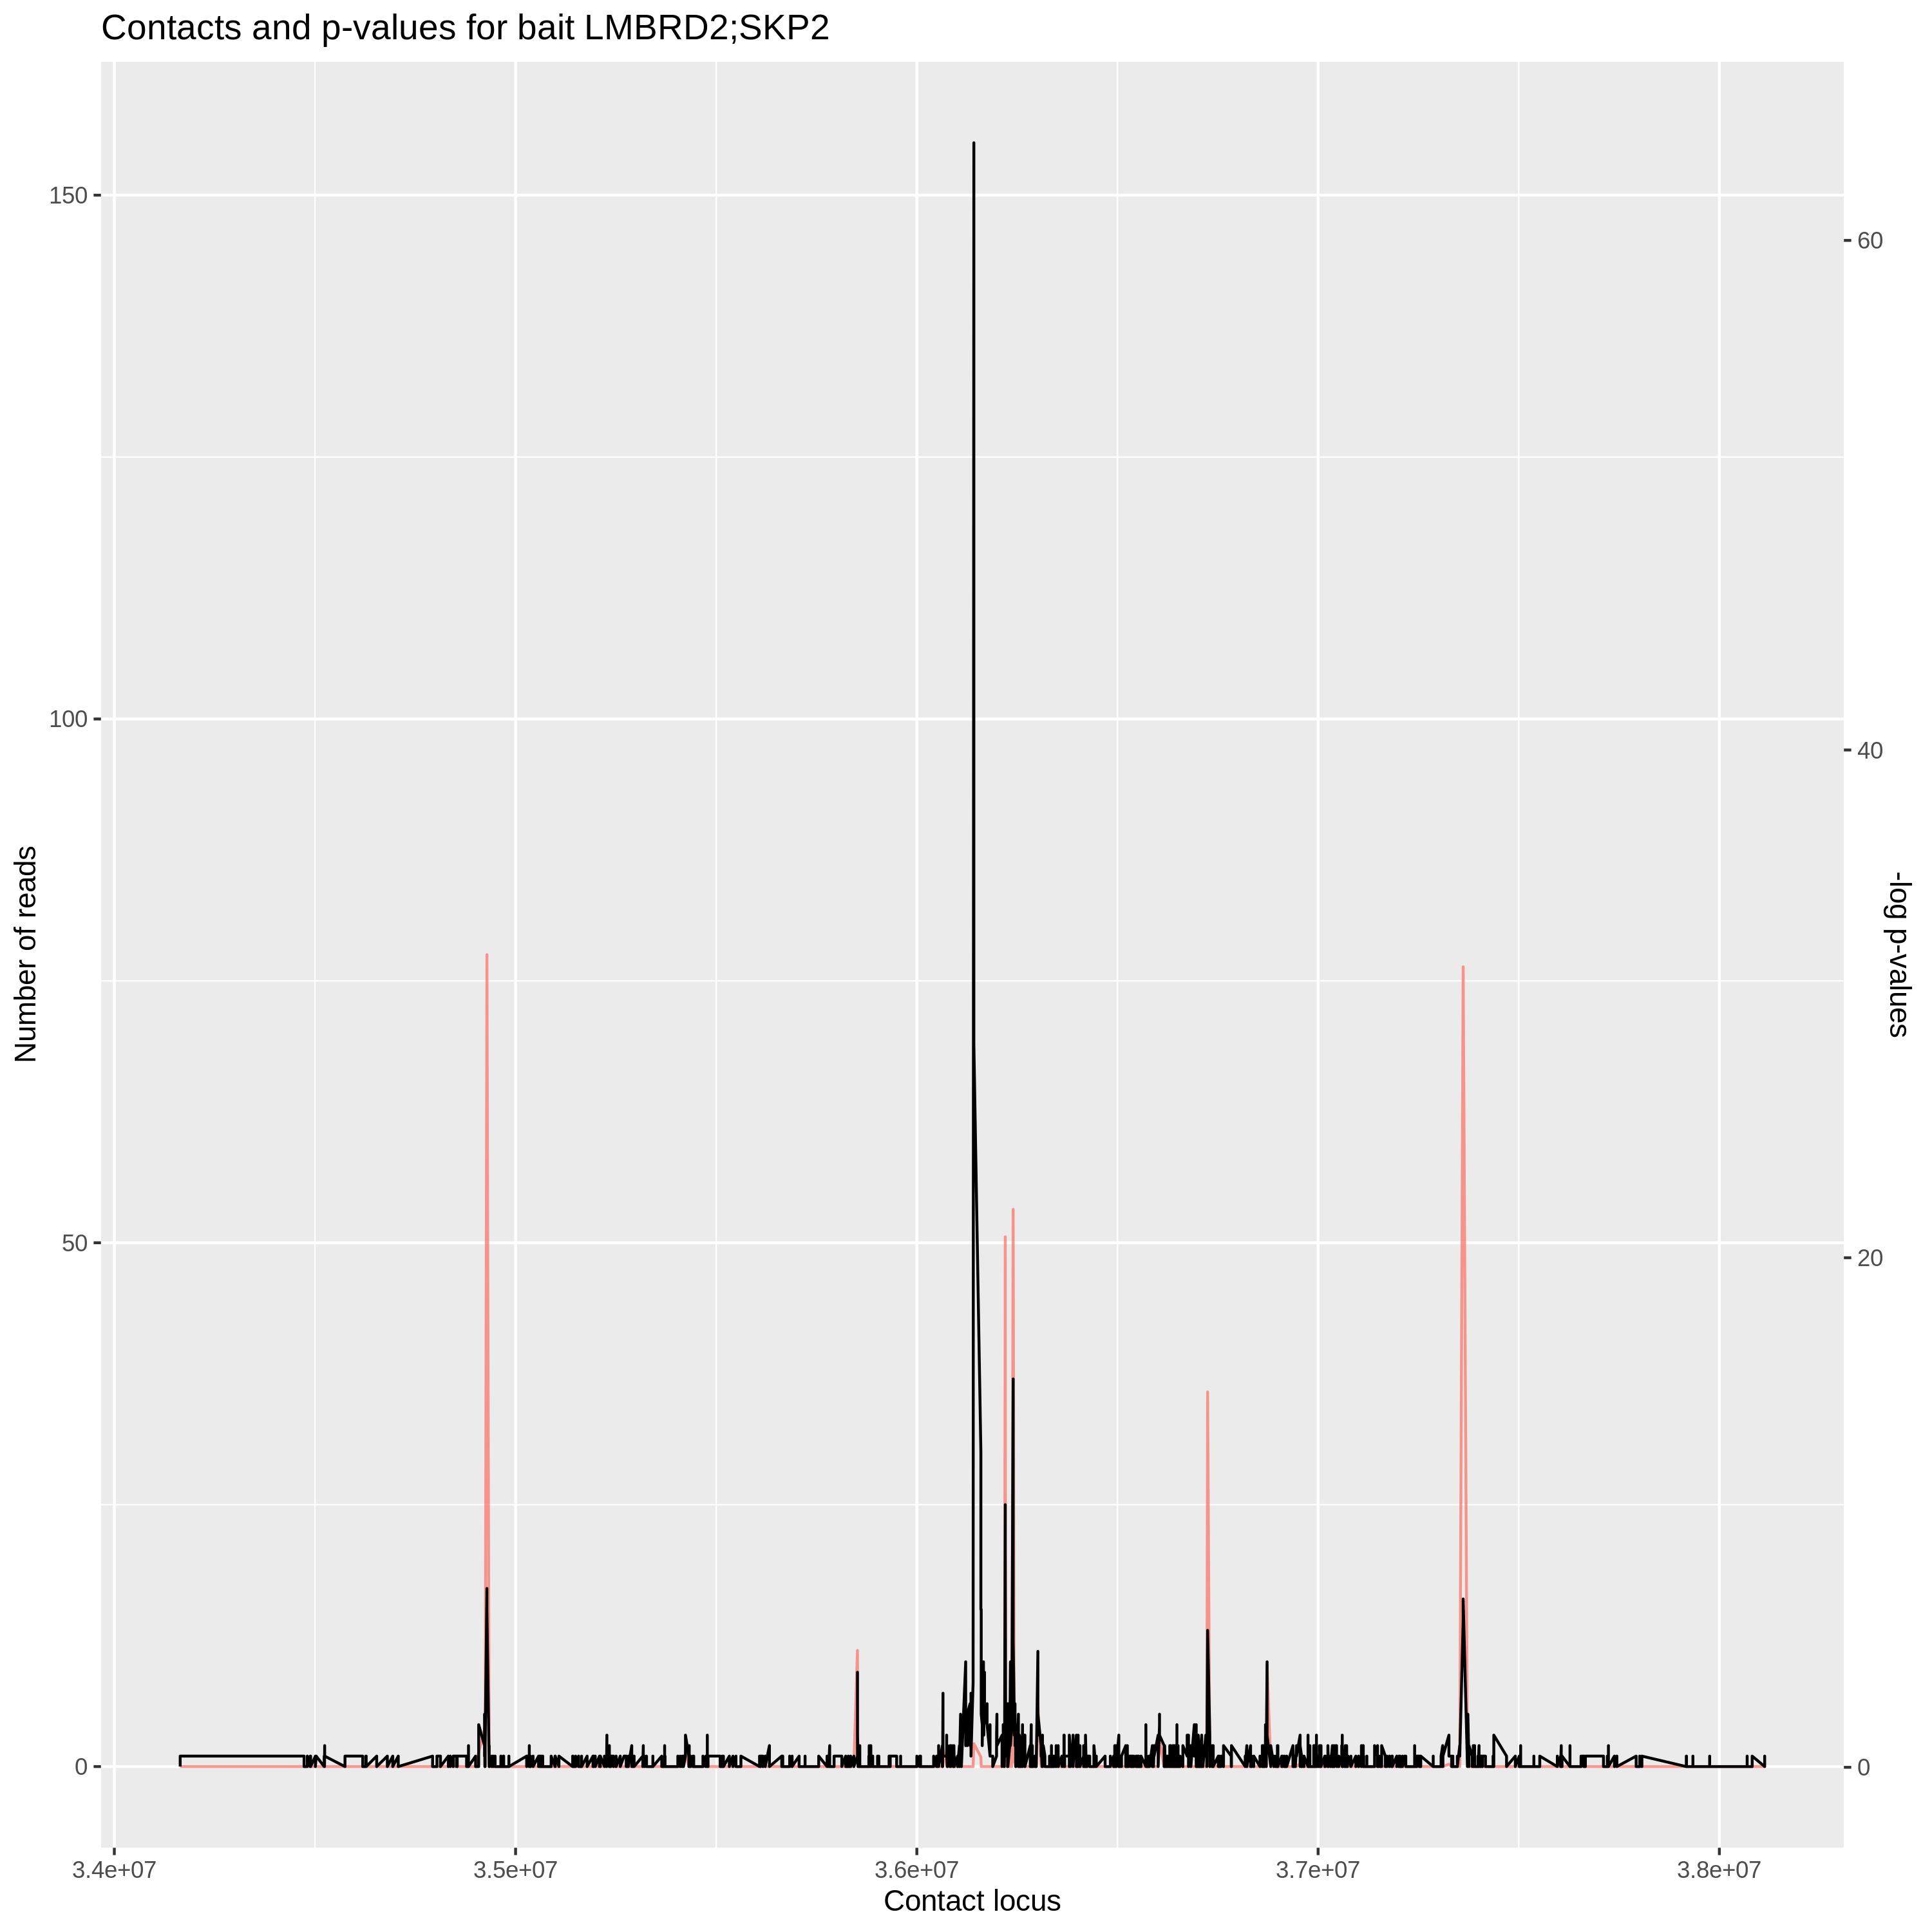 Contacts and p-values for bait LMBRD2;SKP2
150
100
50
0
Number of reads
60
40
20
0
-log p-values
3.4e+07 3.5e+07 3.6e+07 3.7e+07 3.8e+07
Contact locus